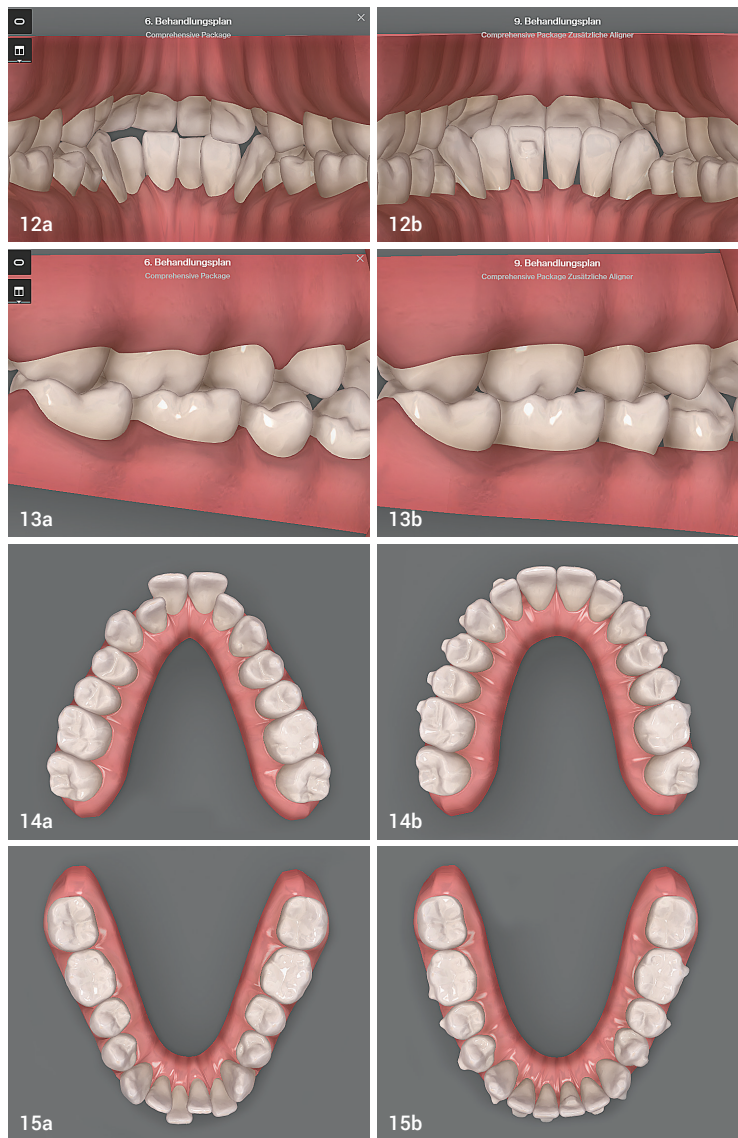 6. Behandlungsplan
Comprehensive Package
12a
9. Behandlungsplan
Comprehensive Package Zusätzliche Aligner
12b
6. Behandlungsplan
Comprehensive Package
13a
9. Behandlungsplan
Comprehensive Package Zusätzliche Aligner
13b
14a
14b
15a
15b